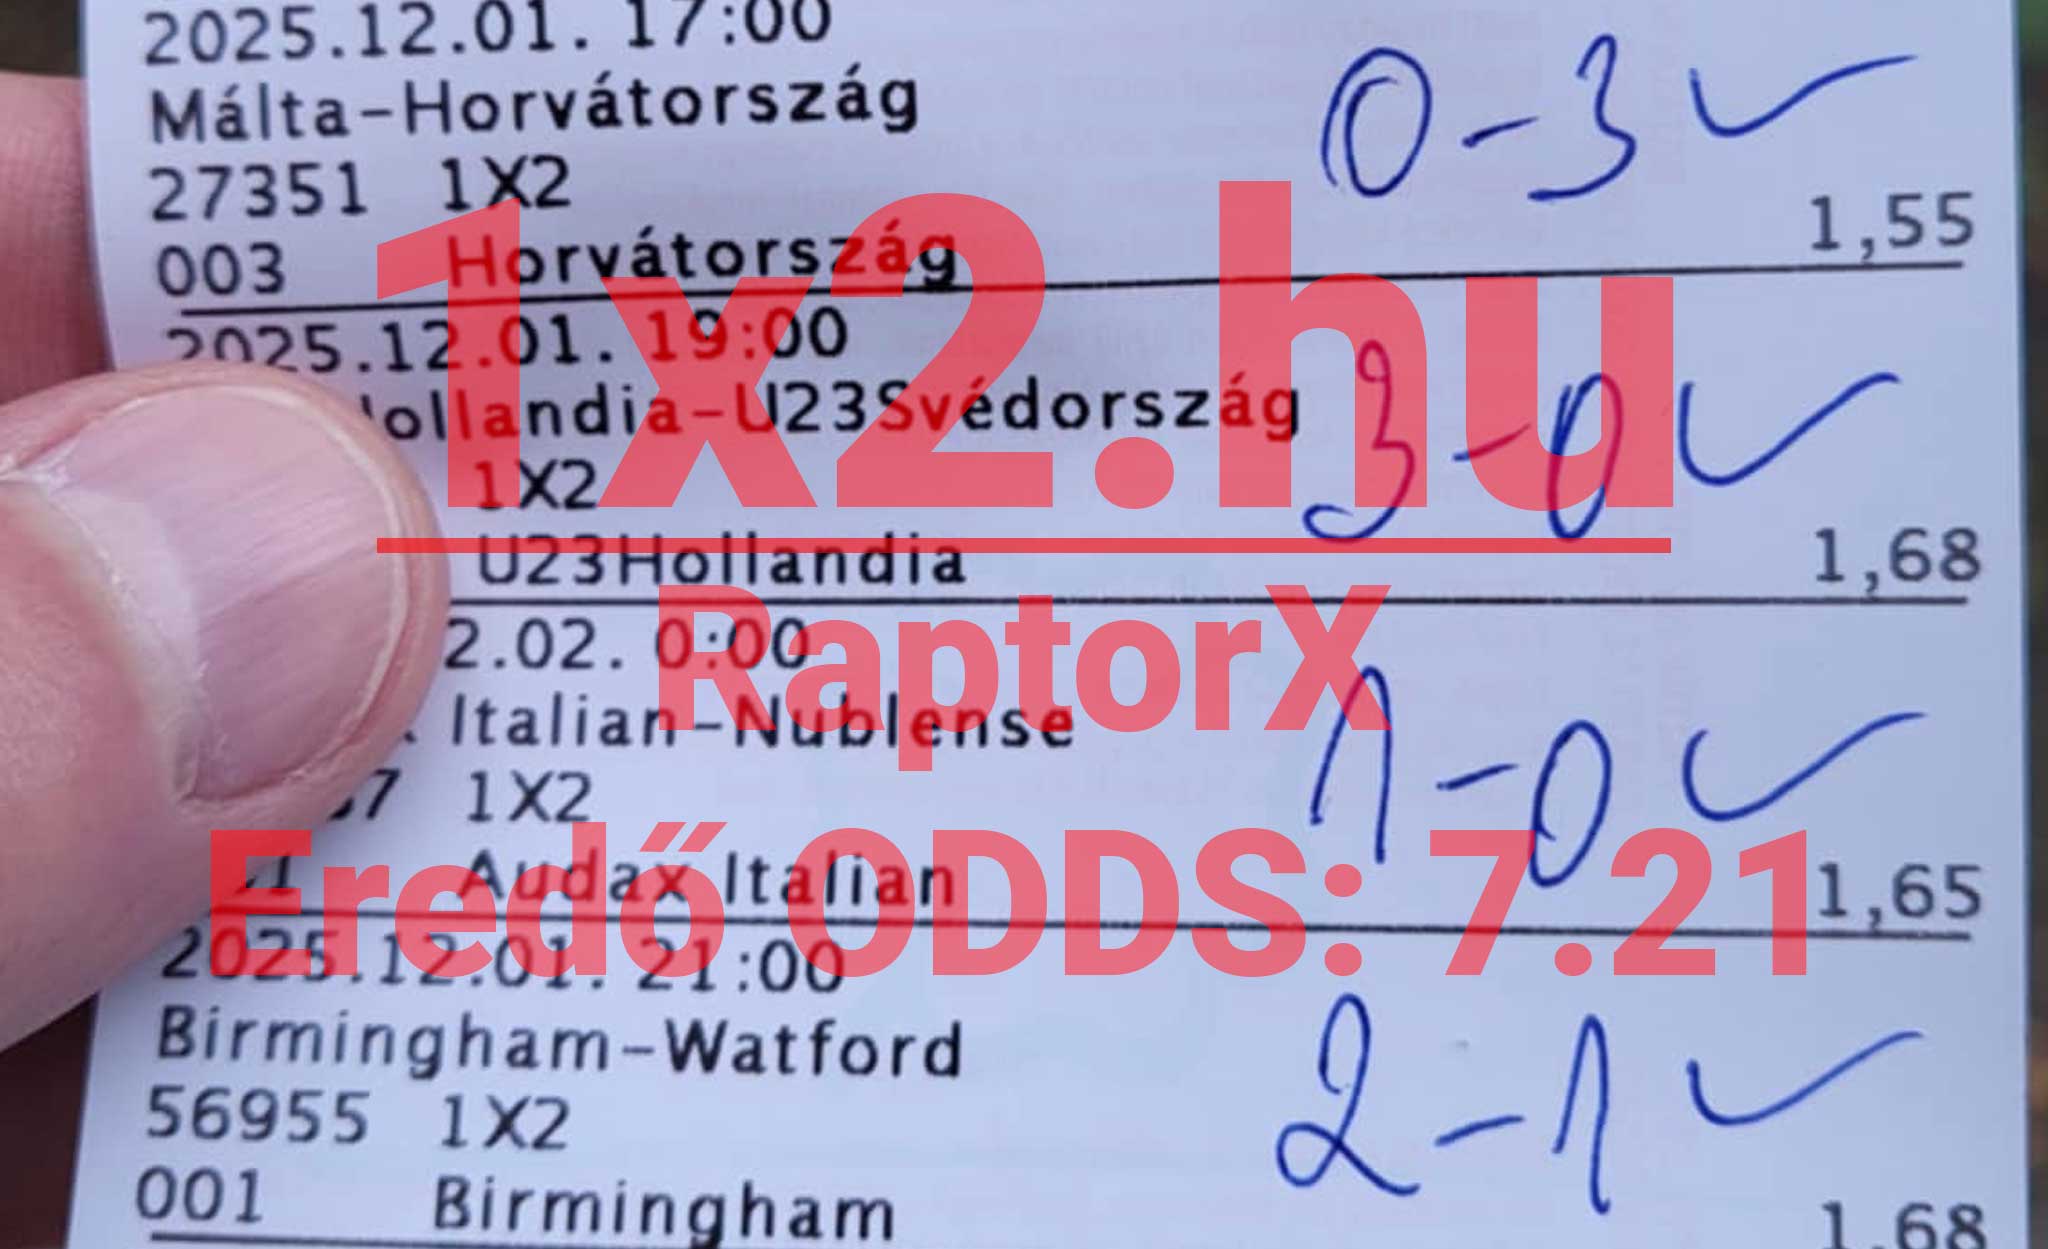 2025.12.01. 17:00
Málta-Horvátország
0-3
27351 1X2
003 Horvátország 1,55
2025.12.01. 19:00
ollandia-U23Svédország
3-0
1X2
U23Hollandia 1,68
2.02. 0:00
. Italian-Nublense
1-0
7 1X2
1 Audax Italian 1,65
2025.12.01. 21:00
Birmingham-Watford
2-1
56955 1X2
001 Birmingham 1,68
1x2.hu
RaptorX
Eredő ODDS: 7.21